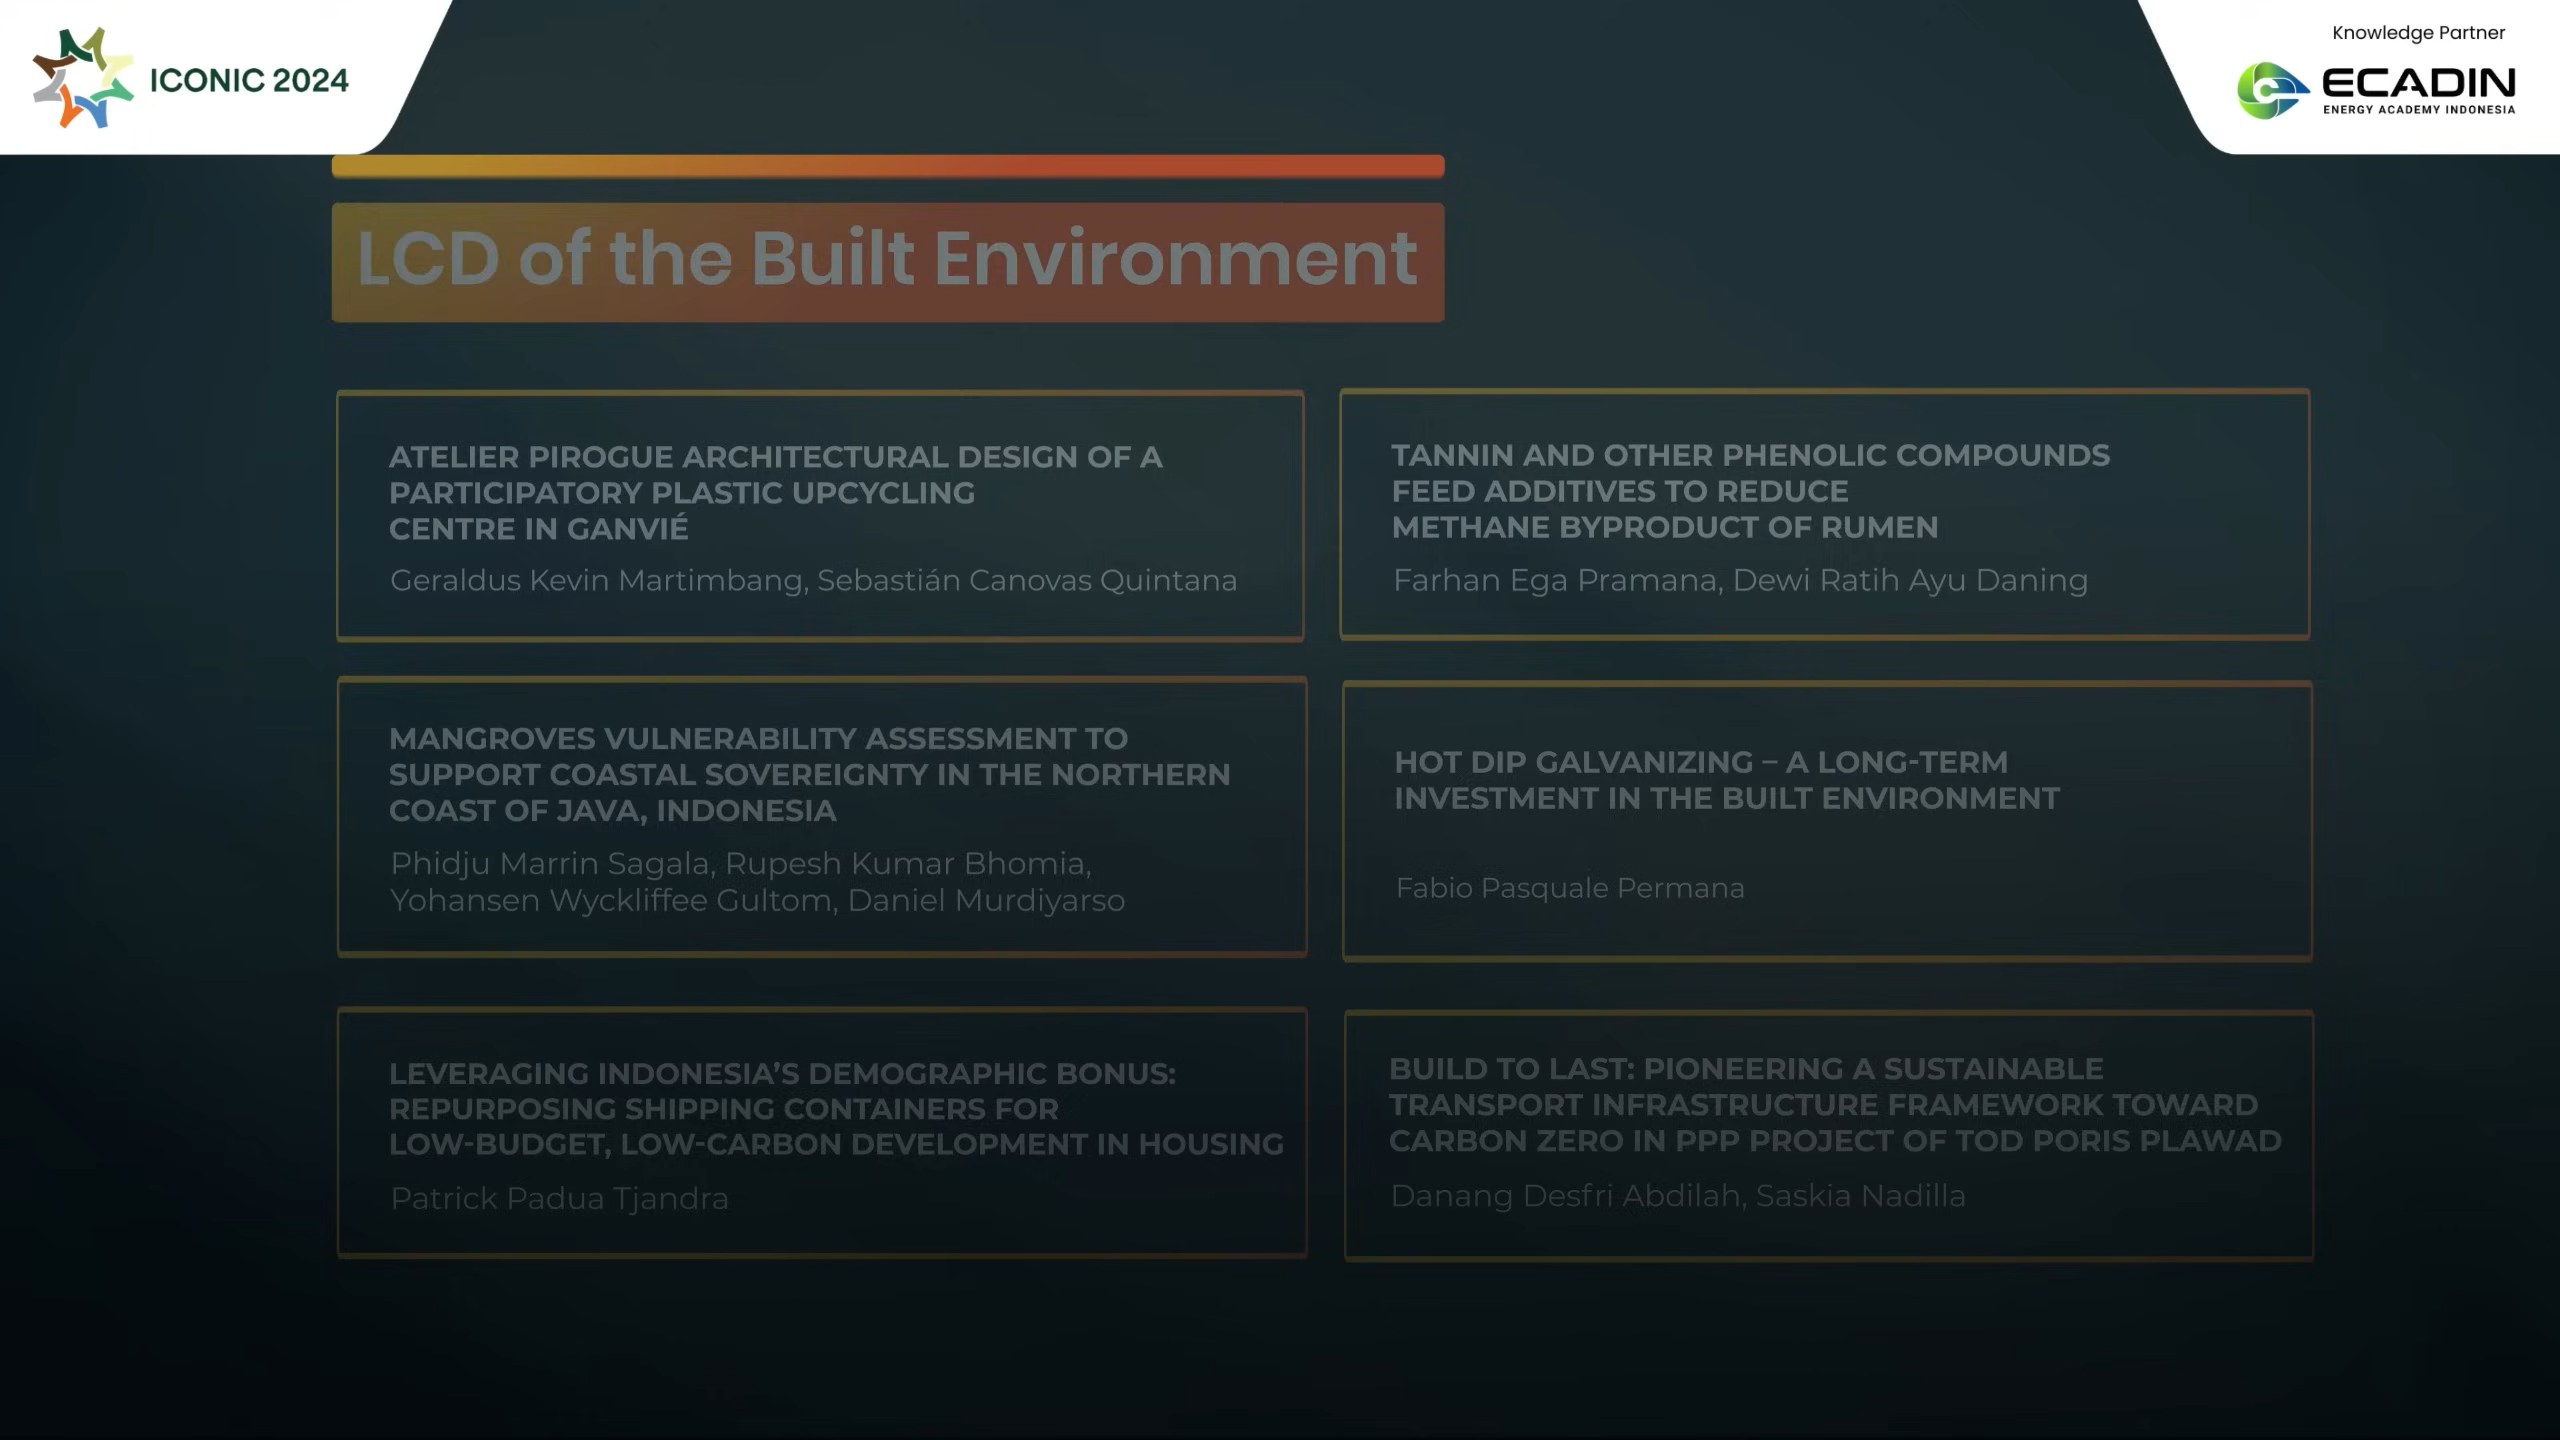 ICONIC 2024
Knowledge Partner
ECADIN
ENERGY ACADEMY INDONESIA
LCD of the Built Environment
ATELIER PIROGUE ARCHITECTURAL DESIGN OF A
PARTICIPATORY PLASTIC UPCYCLING
CENTRE IN GANVIÉ
Geraldus Kevin Martimbang, Sebastián Canovas Quintana
TANNIN AND OTHER PHENOLIC COMPOUNDS
FEED ADDITIVES TO REDUCE
METHANE BYPRODUCT OF RUMEN
Farhan Ega Pramana, Dewi Ratih Ayu Daning
MANGROVES VULNERABILITY ASSESSMENT TO
SUPPORT COASTAL SOVEREIGNTY IN THE NORTHERN
COAST OF JAVA, INDONESIA
Phidju Marrin Sagala, Rupesh Kumar Bhomia,
Yohansen Wyckliffee Gultom, Daniel Murdiyarso
HOT DIP GALVANIZING – A LONG-TERM
INVESTMENT IN THE BUILT ENVIRONMENT
Fabio Pasquale Permana
LEVERAGING INDONESIA’S DEMOGRAPHIC BONUS:
REPURPOSING SHIPPING CONTAINERS FOR
LOW-BUDGET, LOW-CARBON DEVELOPMENT IN HOUSING
Patrick Padua Tjandra
BUILD TO LAST: PIONEERING A SUSTAINABLE
TRANSPORT INFRASTRUCTURE FRAMEWORK TOWARD
CARBON ZERO IN PPP PROJECT OF TOD PORIS PLAWAD
Danang Desfri Abdilah, Saskia Nadilla